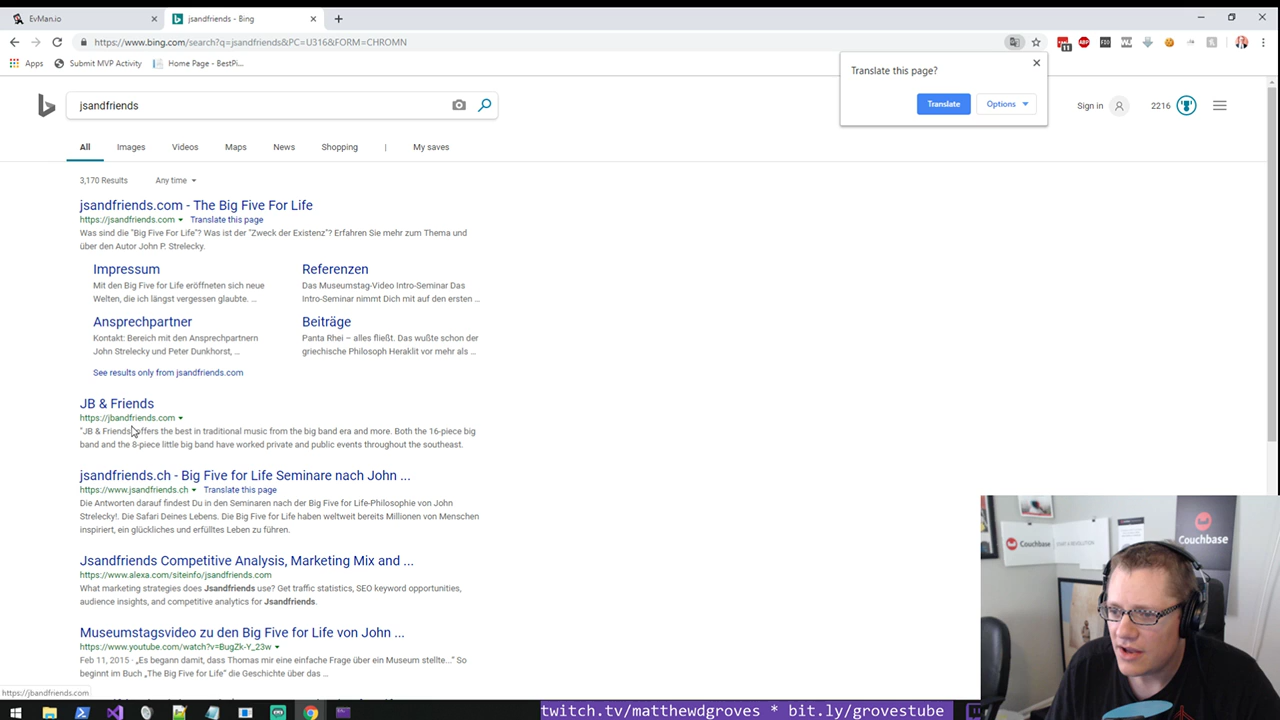 EvMan.io
jsandfriends - Bing
https://www.bing.com/search?q=jsandfriends&PC=U316&FORM=CHROMN
Apps
Submit MVP Activity
Home Page - BestPi...
Translate this page?
Translate
Options
jsandfriends
Sign in
2216
All
Images
Videos
Maps
News
Shopping
|
My saves
3,170 Results
Any time
jsandfriends.com - The Big Five For Life
https://jsandfriends.com
Translate this page
Was sind die "Big Five For Life"? Was ist der "Zweck der Existenz"? Erfahren Sie mehr zum Thema und
über den Autor John P. Strelecky.
Impressum
Mit den Big Five for Life eröffneten sich neue
Welten, die ich längst vergessen glaubte. ...
Referenzen
Das Museumstag-Video Intro-Seminar Das
Intro-Seminar nimmt Dich mit auf den ersten ...
Ansprechpartner
Kontakt: Bereich mit den Ansprechpartnern
John Strelecky und Peter Dunkhorst, ...
Beiträge
Panta Rhei – alles fließt. Das wußte schon der
griechische Philosoph Heraklit vor mehr als ...
See results only from jsandfriends.com
JB & Friends
https://jbandfriends.com
"JB & Friends offers the best in traditional music from the big band era and more. Both the 16-piece big
band and the 8-piece little big band have worked private and public events throughout the southeast.
jsandfriends.ch - Big Five for Life Seminare nach John ...
https://www.jsandfriends.ch
Translate this page
Die Antworten darauf findest Du in den Seminaren nach der Big Five for Life-Philosophie von John
Strelecky!. Die Safari Deines Lebens. Die Big Five for Life haben weltweit bereits Millionen von Menschen
inspiriert, ein glückliches und erfülltes Leben zu führen.
Jsandfriends Competitive Analysis, Marketing Mix and ...
https://www.alexa.com/siteinfo/jsandfriends.com
What marketing strategies does Jsandfriends use? Get traffic statistics, SEO keyword opportunities,
audience insights, and competitive analytics for Jsandfriends.
Museumstagsvideo zu den Big Five for Life von John ...
https://www.youtube.com/watch?v=BugZk-Y_23w
Feb 11, 2015 · „Es begann damit, dass Thomas mir eine einfache Frage über ein Museum stellte..." So
beginnt im Buch „The Big Five for Life" die Geschichte über das ...
https://jbandfriends.com
Couchbase
Couchbase
twitch.tv/matthewdgroves * bit.ly/grovestube